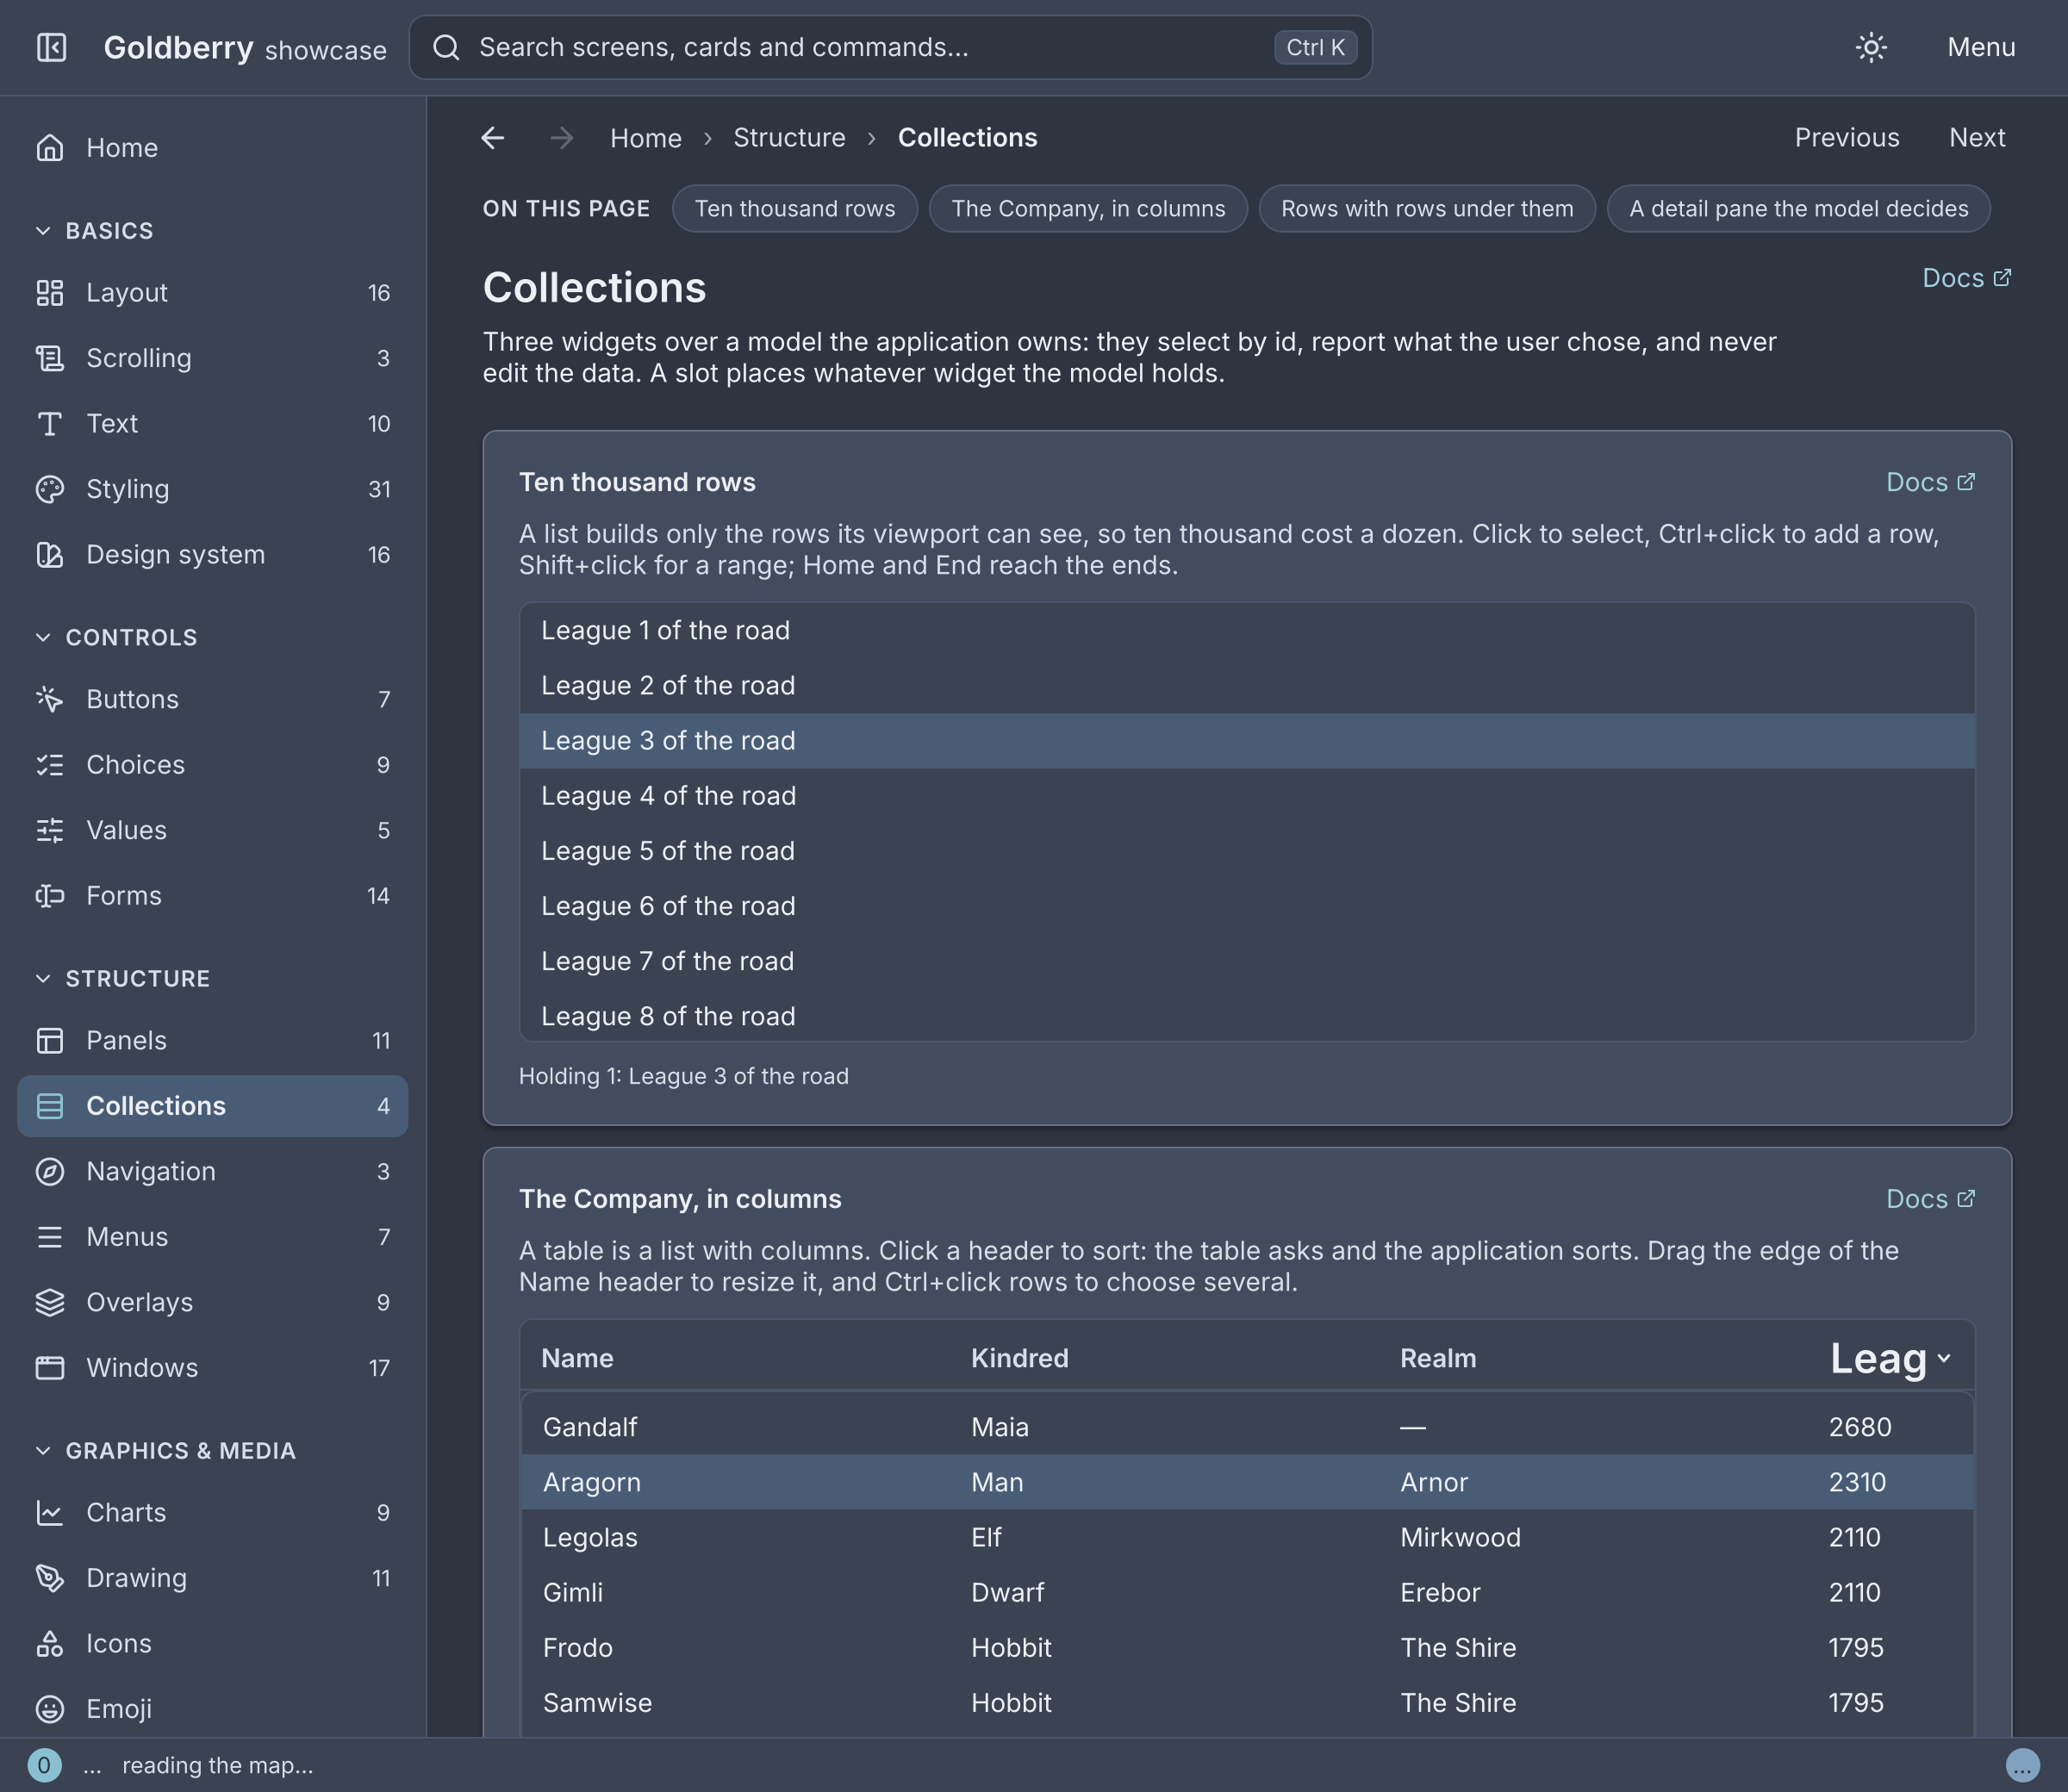 Goldberry showcase
Search screens, cards and commands...
Ctrl K
Menu
Home
BASICS
Layout 16
Scrolling 3
Text 10
Styling 31
Design system 16
CONTROLS
Buttons 7
Choices 9
Values 5
Forms 14
STRUCTURE
Panels 11
Collections 4
Navigation 3
Menus 7
Overlays 9
Windows 17
GRAPHICS & MEDIA
Charts 9
Drawing 11
Icons
Emoji
Home › Structure › Collections
Previous Next
ON THIS PAGE
Ten thousand rows
The Company, in columns
Rows with rows under them
A detail pane the model decides
Collections
Docs
Three widgets over a model the application owns: they select by id, report what the user chose, and never
edit the data. A slot places whatever widget the model holds.
Ten thousand rows
Docs
A list builds only the rows its viewport can see, so ten thousand cost a dozen. Click to select, Ctrl+click to add a row,
Shift+click for a range; Home and End reach the ends.
League 1 of the road
League 2 of the road
League 3 of the road
League 4 of the road
League 5 of the road
League 6 of the road
League 7 of the road
League 8 of the road
Holding 1: League 3 of the road
The Company, in columns
Docs
A table is a list with columns. Click a header to sort: the table asks and the application sorts. Drag the edge of the
Name header to resize it, and Ctrl+click rows to choose several.
Name Kindred Realm Leag
Gandalf Maia — 2680
Aragorn Man Arnor 2310
Legolas Elf Mirkwood 2110
Gimli Dwarf Erebor 2110
Frodo Hobbit The Shire 1795
Samwise Hobbit The Shire 1795
0 ... reading the map...
...